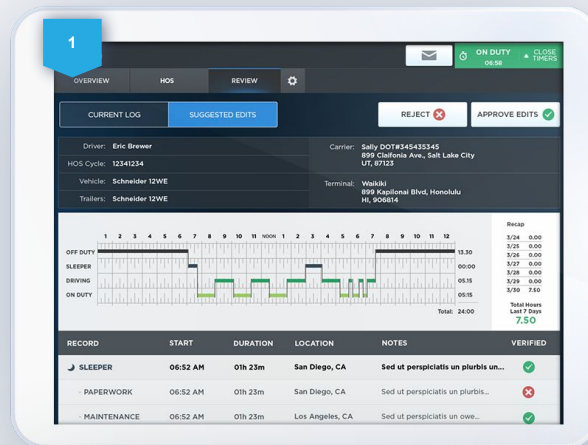 1
ON DUTY
06:58
CLOSE TIMERS
OVERVIEW HOS REVIEW
CURRENT LOG SUGGESTED EDITS REJECT APPROVE EDITS
Driver: Eric Brewer
HOS Cycle: 12341234
Vehicle: Schneider 12WE
Trailers: Schneider 12WE
Carrier: Sally DOT#345435345
899 Claifonia Ave., Salt Lake City
UT, 87123
Terminal: Waikiki
899 Kapilonai Blvd, Honolulu
HI, 906814
1 2 3 4 5 6 7 8 9 10 11 NOON 1 2 3 4 5 6 7 8 9 10 11 12
OFF DUTY 13.30
SLEEPER 00:00
DRIVING 05.15
ON DUTY 05:15
Total: 24:00
Recap
3/24 0.00
3/25 0.00
3/26 0.00
3/27 0.00
3/28 0.00
3/29 0.00
3/30 7.50
Total Hours
Last 7 Days
7.50
RECORD START DURATION LOCATION NOTES VERIFIED
SLEEPER 06:52 AM 01h 23m San Diego, CA Sed ut perspiciatis un plurbis un...
- PAPERWORK 06:52 AM 01h 23m San Diego, CA Sed ut perspiciatis un plurbis...
- MAINTENANCE 06:52 AM 01h 23m Los Angeles, CA Sed ut perspiciatis un owe...